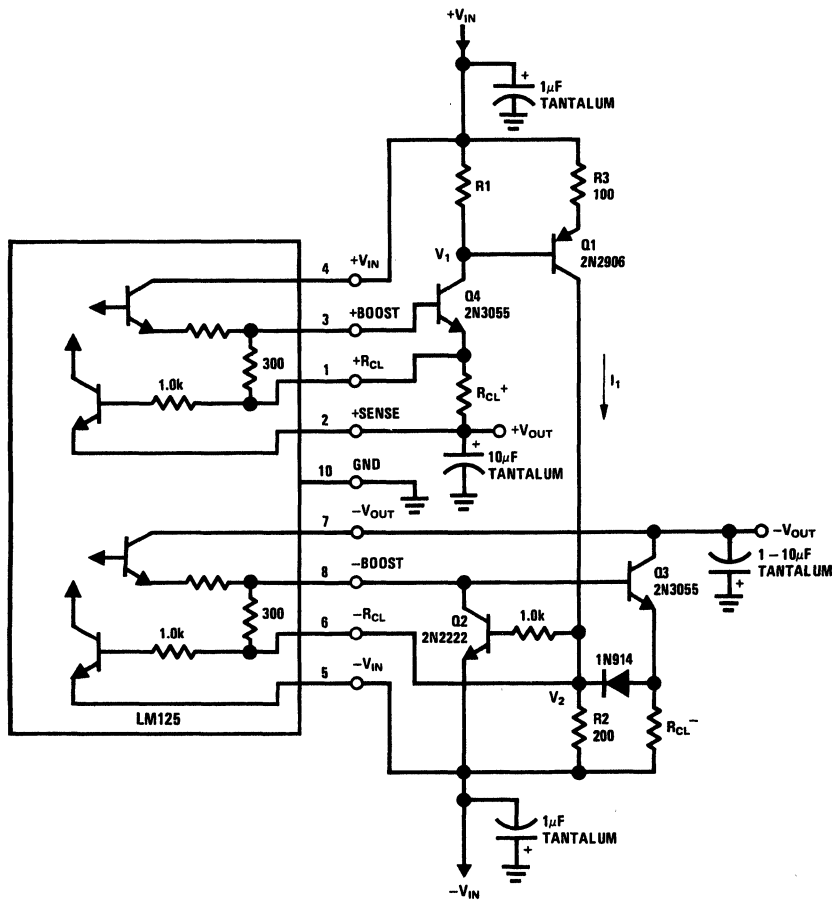 +VIN
+
1µF
TANTALUM
R1
R3
100
V1
Q1
2N2906
4
+VIN
Q4
2N3055
3
+BOOST
300
1.0k
1
+RCL
RCL+
I1
2
+SENSE
+VOUT
+
10µF
TANTALUM
10
GND
7
-VOUT
-VOUT
1 – 10µF
TANTALUM
+
8
-BOOST
Q3
2N3055
300
Q2
2N2222
1.0k
1.0k
6
-RCL
1N914
5
-VIN
V2
R2
200
RCL-
LM125
1µF
TANTALUM
+
-VIN